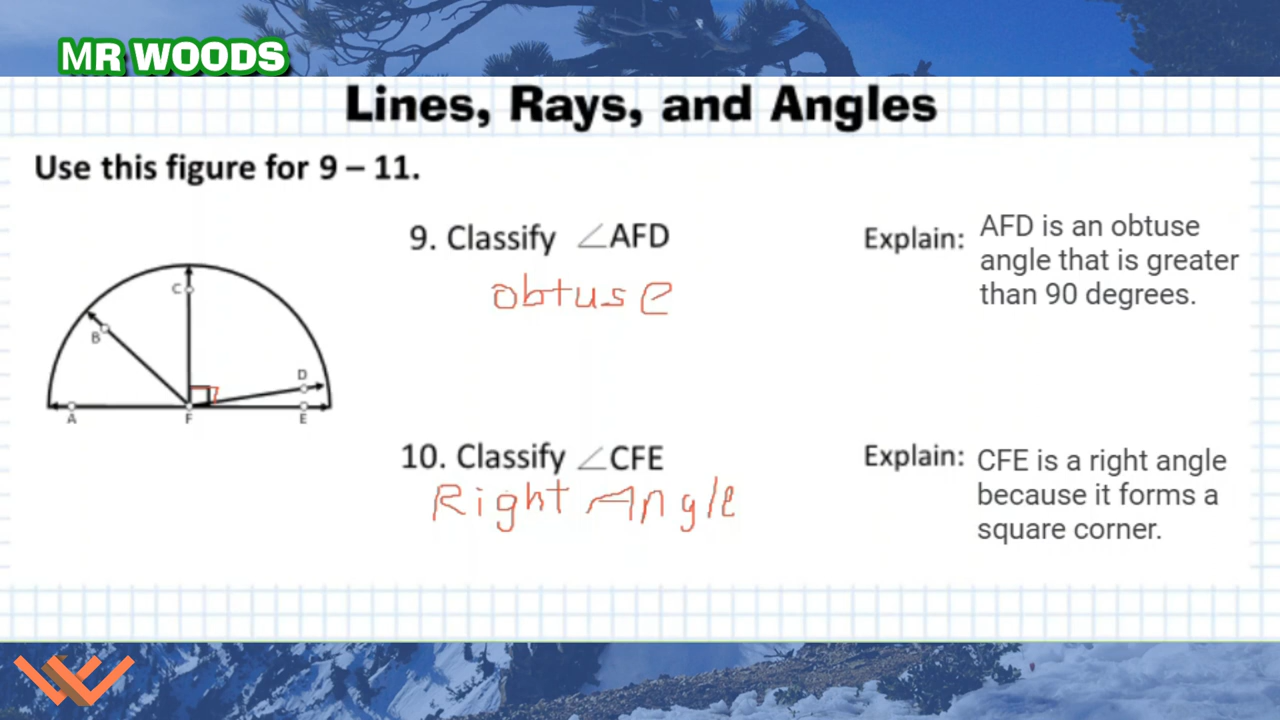 MR WOODS
Lines, Rays, and Angles
Use this figure for 9 – 11.
9. Classify ∠AFD
obtuse
Explain:
AFD is an obtuse
angle that is greater
than 90 degrees.
C
B
D
A
F
E
10. Classify ∠CFE
Right Angle
Explain:
CFE is a right angle
because it forms a
square corner.